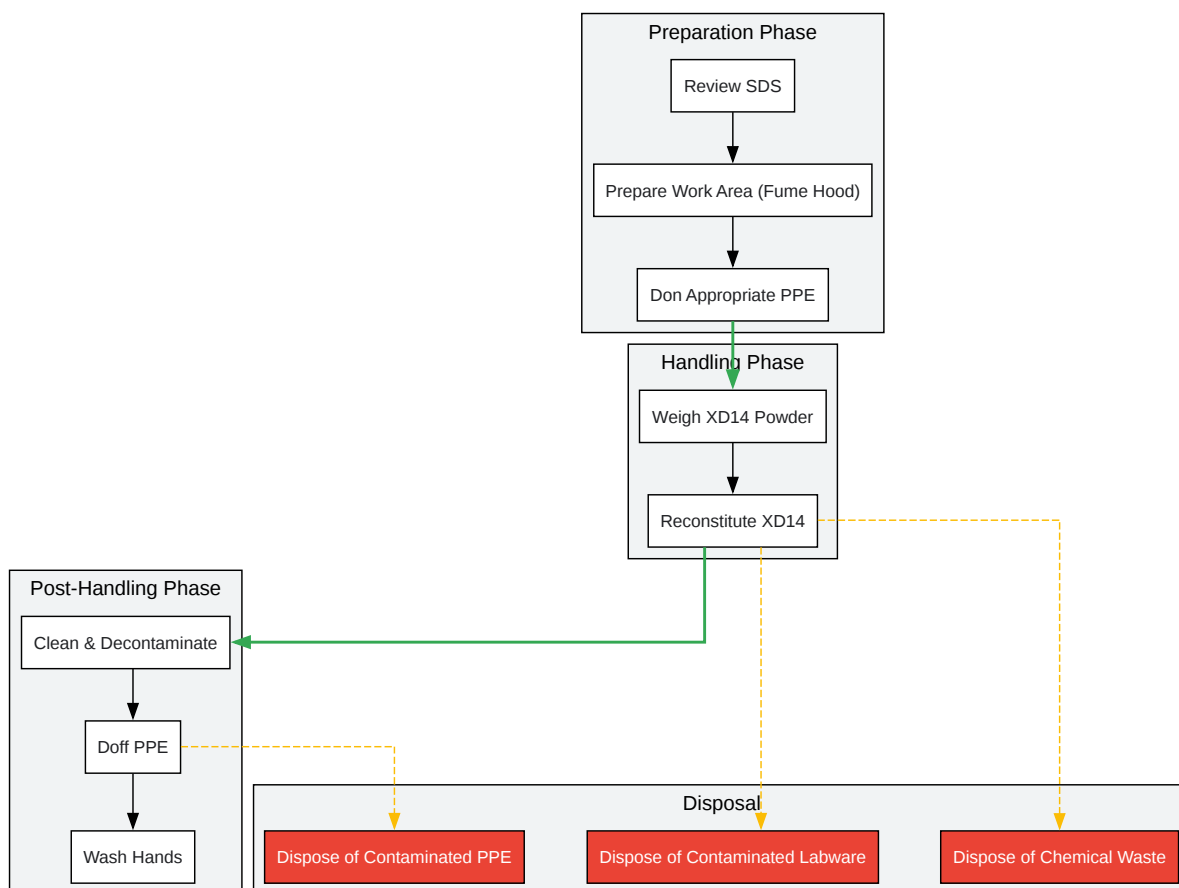 Preparation Phase
Review SDS
Prepare Work Area (Fume Hood)
Don Appropriate PPE
Handling Phase
Weigh XD14 Powder
Reconstitute XD14
Post-Handling Phase
Clean & Decontaminate
Doff PPE
Wash Hands
Disposal
Dispose of Contaminated PPE
Dispose of Contaminated Labware
Dispose of Chemical Waste